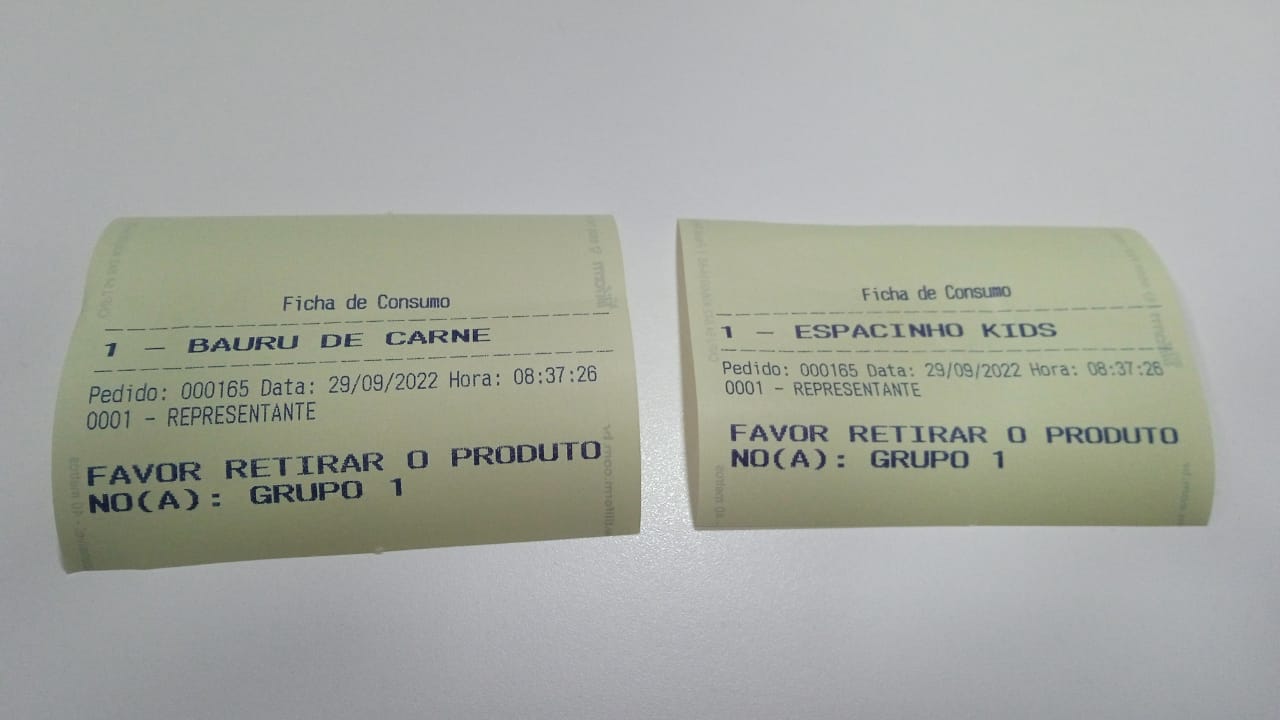 Ficha de Consumo
1 - BAURU DE CARNE
Pedido: 000165 Data: 29/09/2022 Hora: 08:37:26
0001 - REPRESENTANTE
FAVOR RETIRAR O PRODUTO
NO(A): GRUPO 1
Ficha de Consumo
1 - ESPACINHO KIDS
Pedido: 000165 Data: 29/09/2022 Hora: 08:37:26
0001 - REPRESENTANTE
FAVOR RETIRAR O PRODUTO
NO(A): GRUPO 1